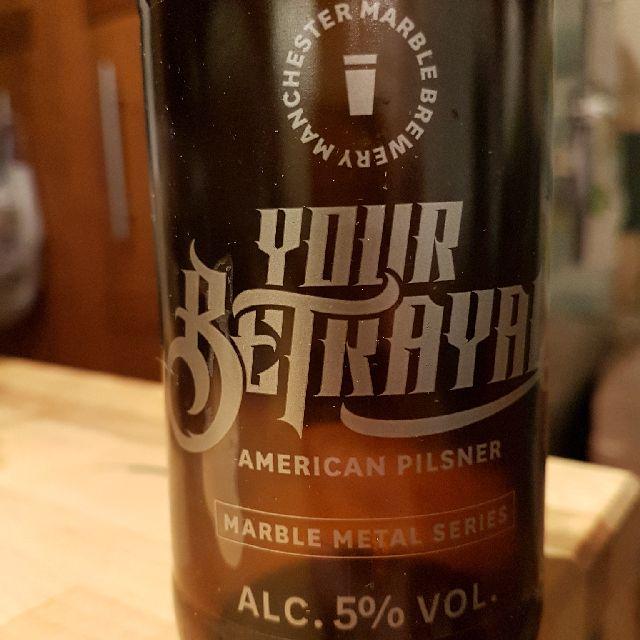 MANCHESTER MARBLE BREWERY
YOUR
BETRAYAL
AMERICAN PILSNER
MARBLE METAL SERIES
ALC. 5% VOL.